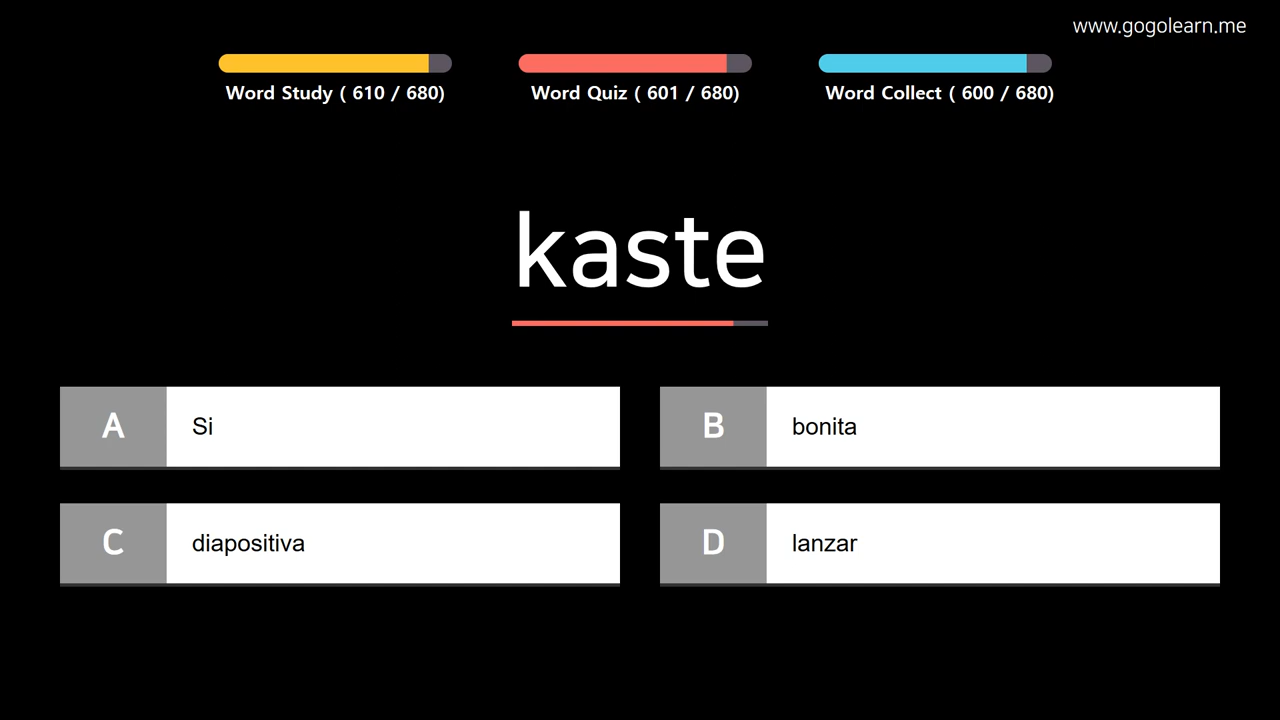 www.gogolearn.me
Word Study ( 610 / 680)
Word Quiz ( 601 / 680)
Word Collect ( 600 / 680)
kaste
A Si
B bonita
C diapositiva
D lanzar